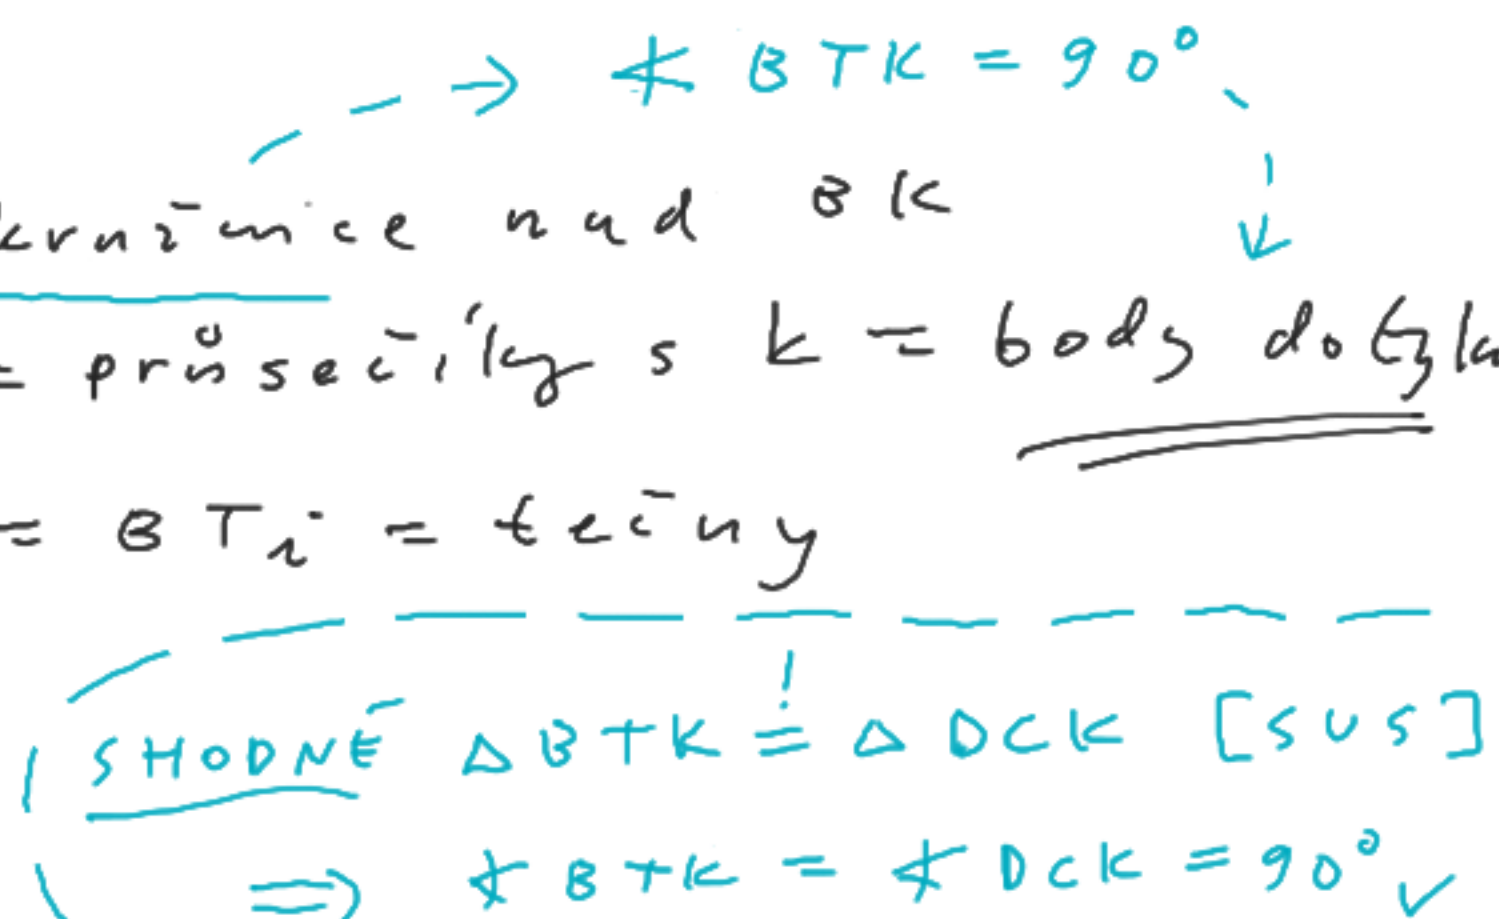 → ∢ BTK = 90°
kružnice nad BK
= průsečíky s k = body dotyku
= BTi = tečny
SHODNÉ △BTK ≅ △DCK [SUS]
⇒ ∢BTK = ∢DCK = 90° ✓